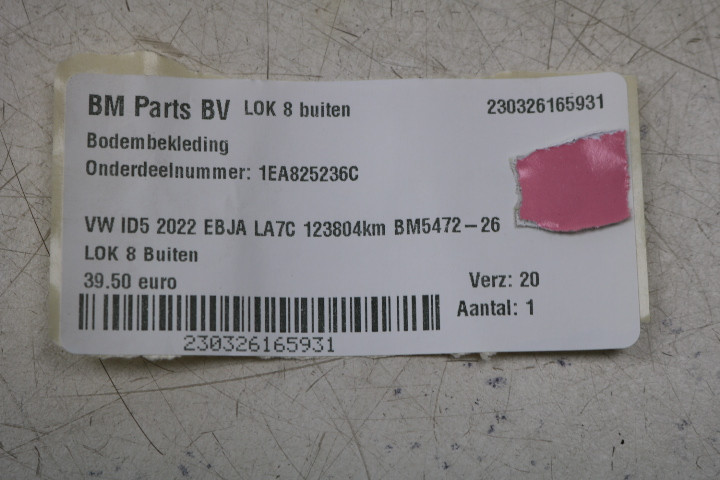 BM Parts BV LOK 8 buiten 230326165931
Bodembekleding
Onderdeelnummer: 1EA825236C
VW ID5 2022 EBJA LA7C 123804km BM5472-26
LOK 8 Buiten
39.50 euro Verz: 20
Aantal: 1
230326165931